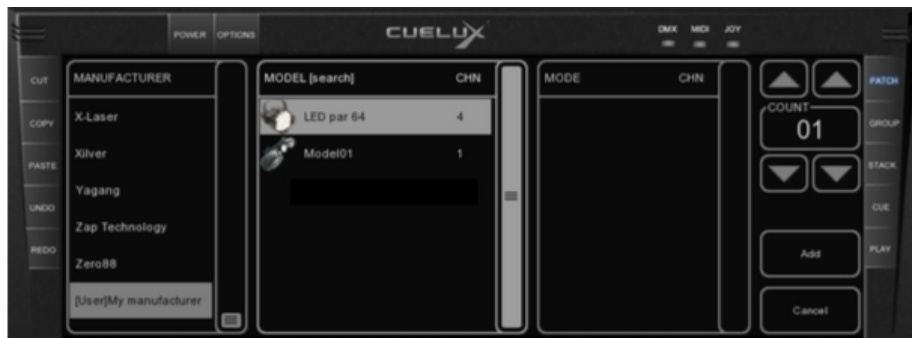 POWER OPTIONS CUELUX DMX MIDI JOY
CUT MANUFACTURER MODEL [search] CHN MODE CHN PATCH
COPY X-Laser LED par 64 4 COUNT 01 GROUP
PASTE Xilver Model01 1 STACK
Yagang
UNDO Zap Technology CUE
REDO Zero88 Add PLAY
[User]My manufacturer Cancel